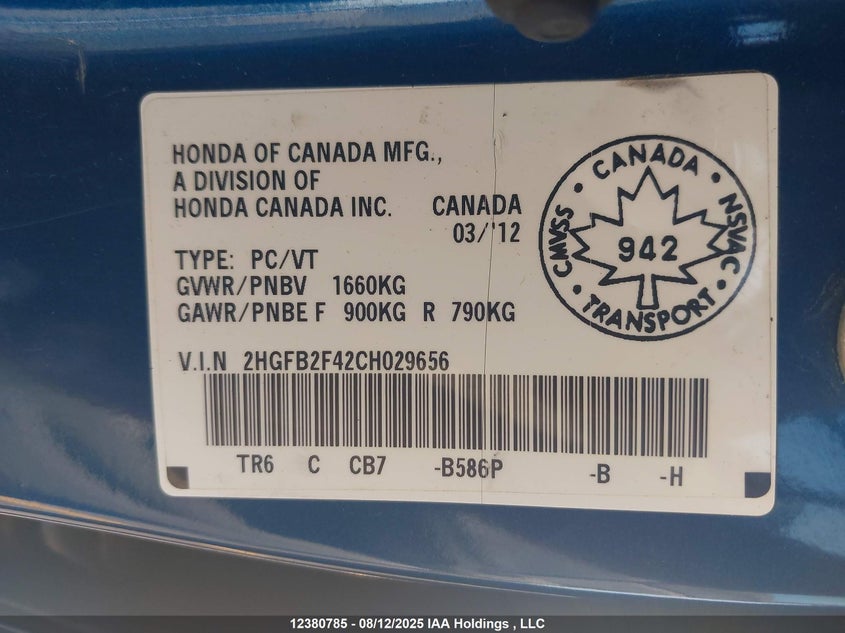 HONDA OF CANADA MFG.,
A DIVISION OF
HONDA CANADA INC. CANADA
03/'12
TYPE: PC/VT
GVWR/PNBV 1660KG
GAWR/PNBE F 900KG R 790KG
V.I.N 2HGFB2F42CH029656
TR6 C CB7 -B586P -B -H
CANADA
CMVSS • NSVAC
942
• TRANSPORT •
12380785 - 08/12/2025 IAA Holdings , LLC